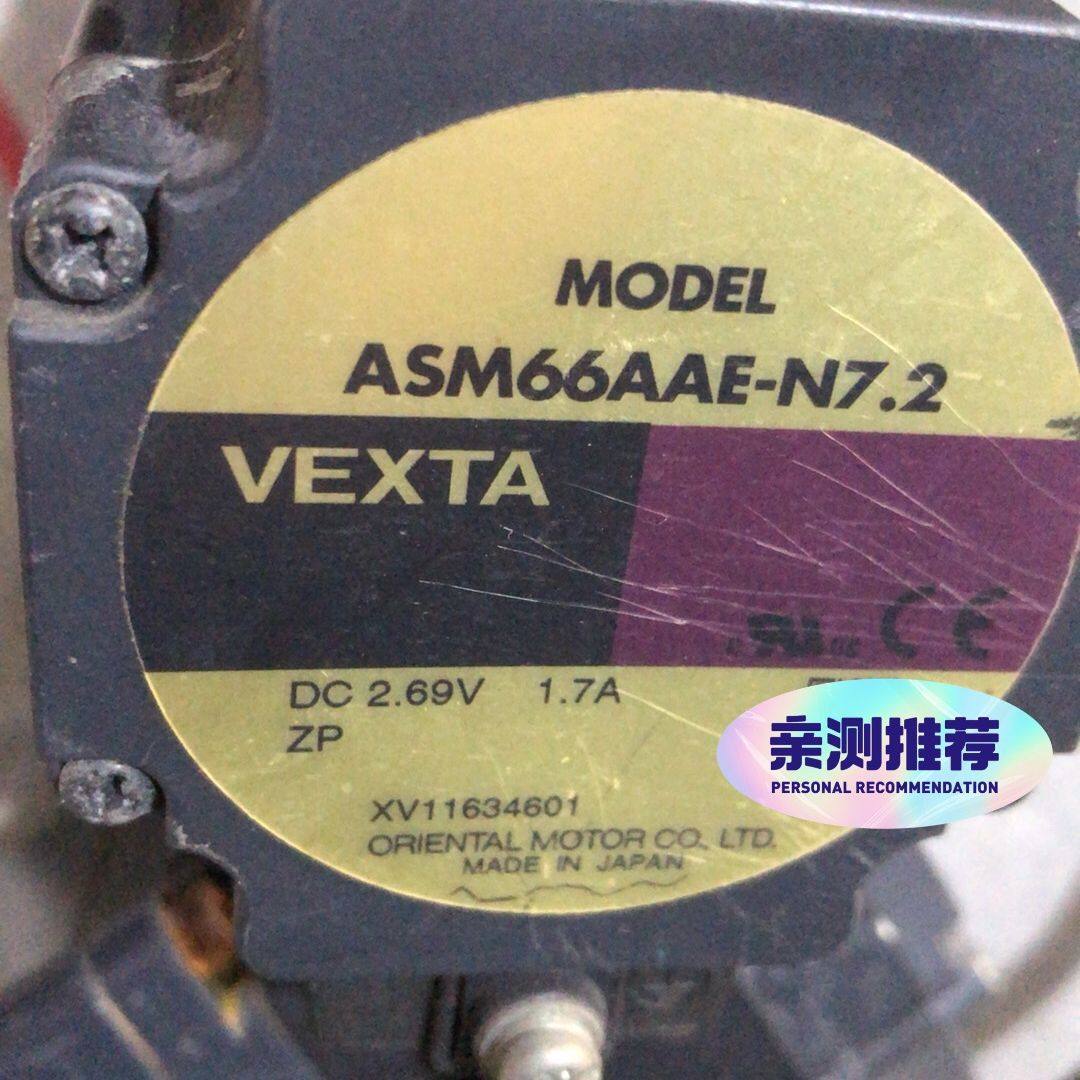 MODEL
ASM66AAE-N7.2
VEXTA
CE
DC 2.69V 1.7A
ZP
亲测推荐
PERSONAL RECOMMENDATION
XV11634601
ORIENTAL MOTOR CO., LTD.
MADE IN JAPAN